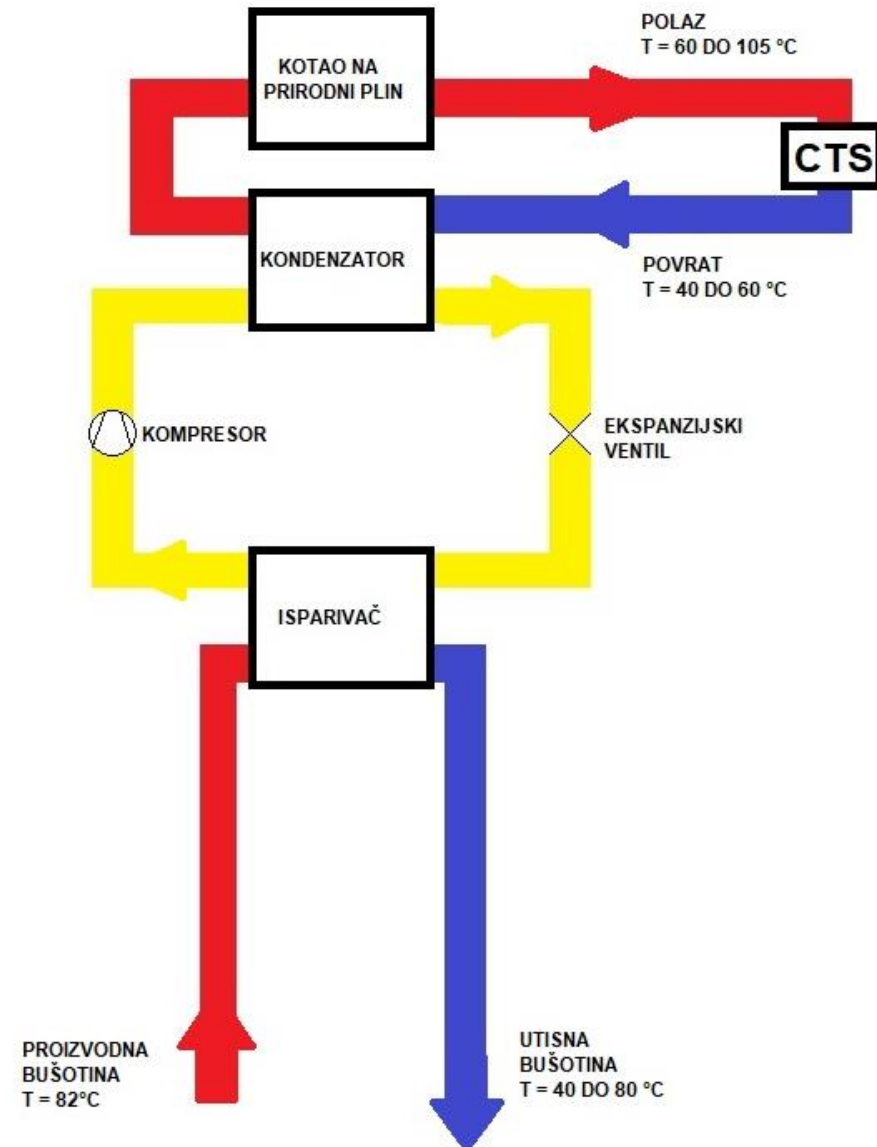 POLAZ
T = 60 DO 105 °C
KOTAO NA
PRIRODNI PLIN
CTS
KONDENZATOR
POVRAT
T = 40 DO 60 °C
KOMPRESOR
EKSPANZIJSKI
VENTIL
ISPARIVAČ
PROIZVODNA
BUŠOTINA
T = 82°C
UTISNA
BUŠOTINA
T = 40 DO 80 °C